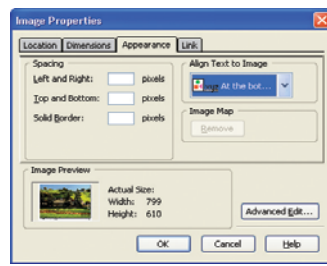 Image Properties
Location Dimensions Appearance Link
Spacing
Left and Right: pixels
Top and Bottom: pixels
Solid Border: pixels
Align Text to Image
At the bot...
Image Map
Remove
Image Preview
Actual Size:
Width: 799
Height: 610
Advanced Edit...
OK Cancel Help